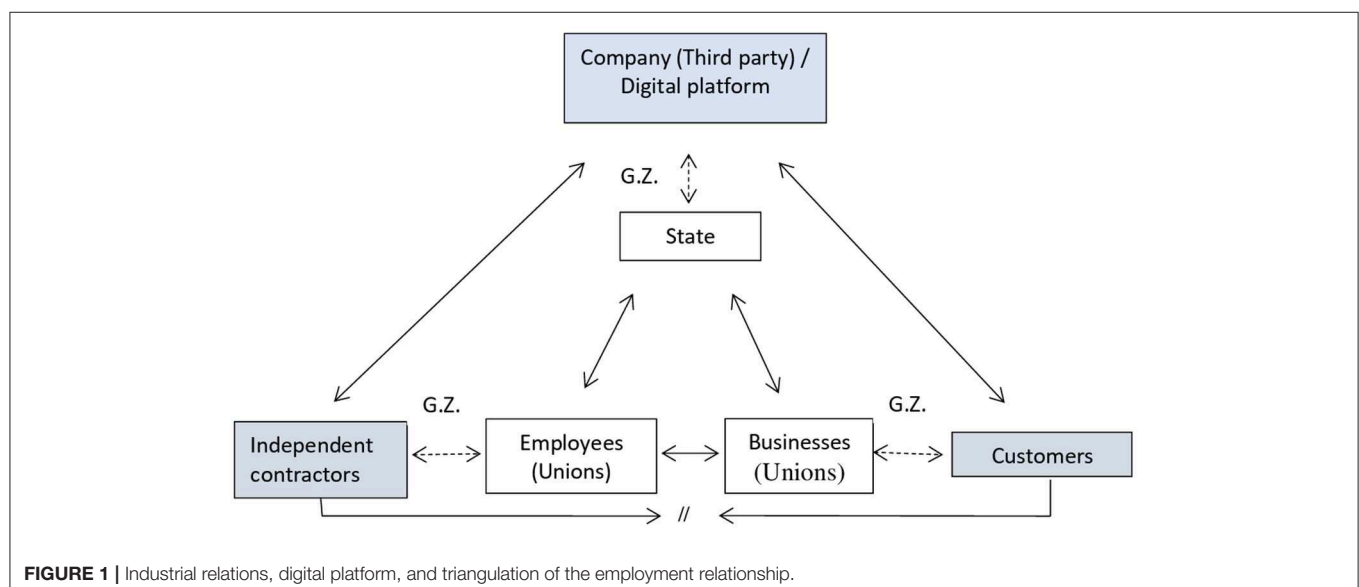 Company (Third party) /
Digital platform
G.Z.
State
G.Z.
G.Z.
Independent
contractors
Employees
(Unions)
Businesses
(Unions)
Customers
//
FIGURE 1 | Industrial relations, digital platform, and triangulation of the employment relationship.